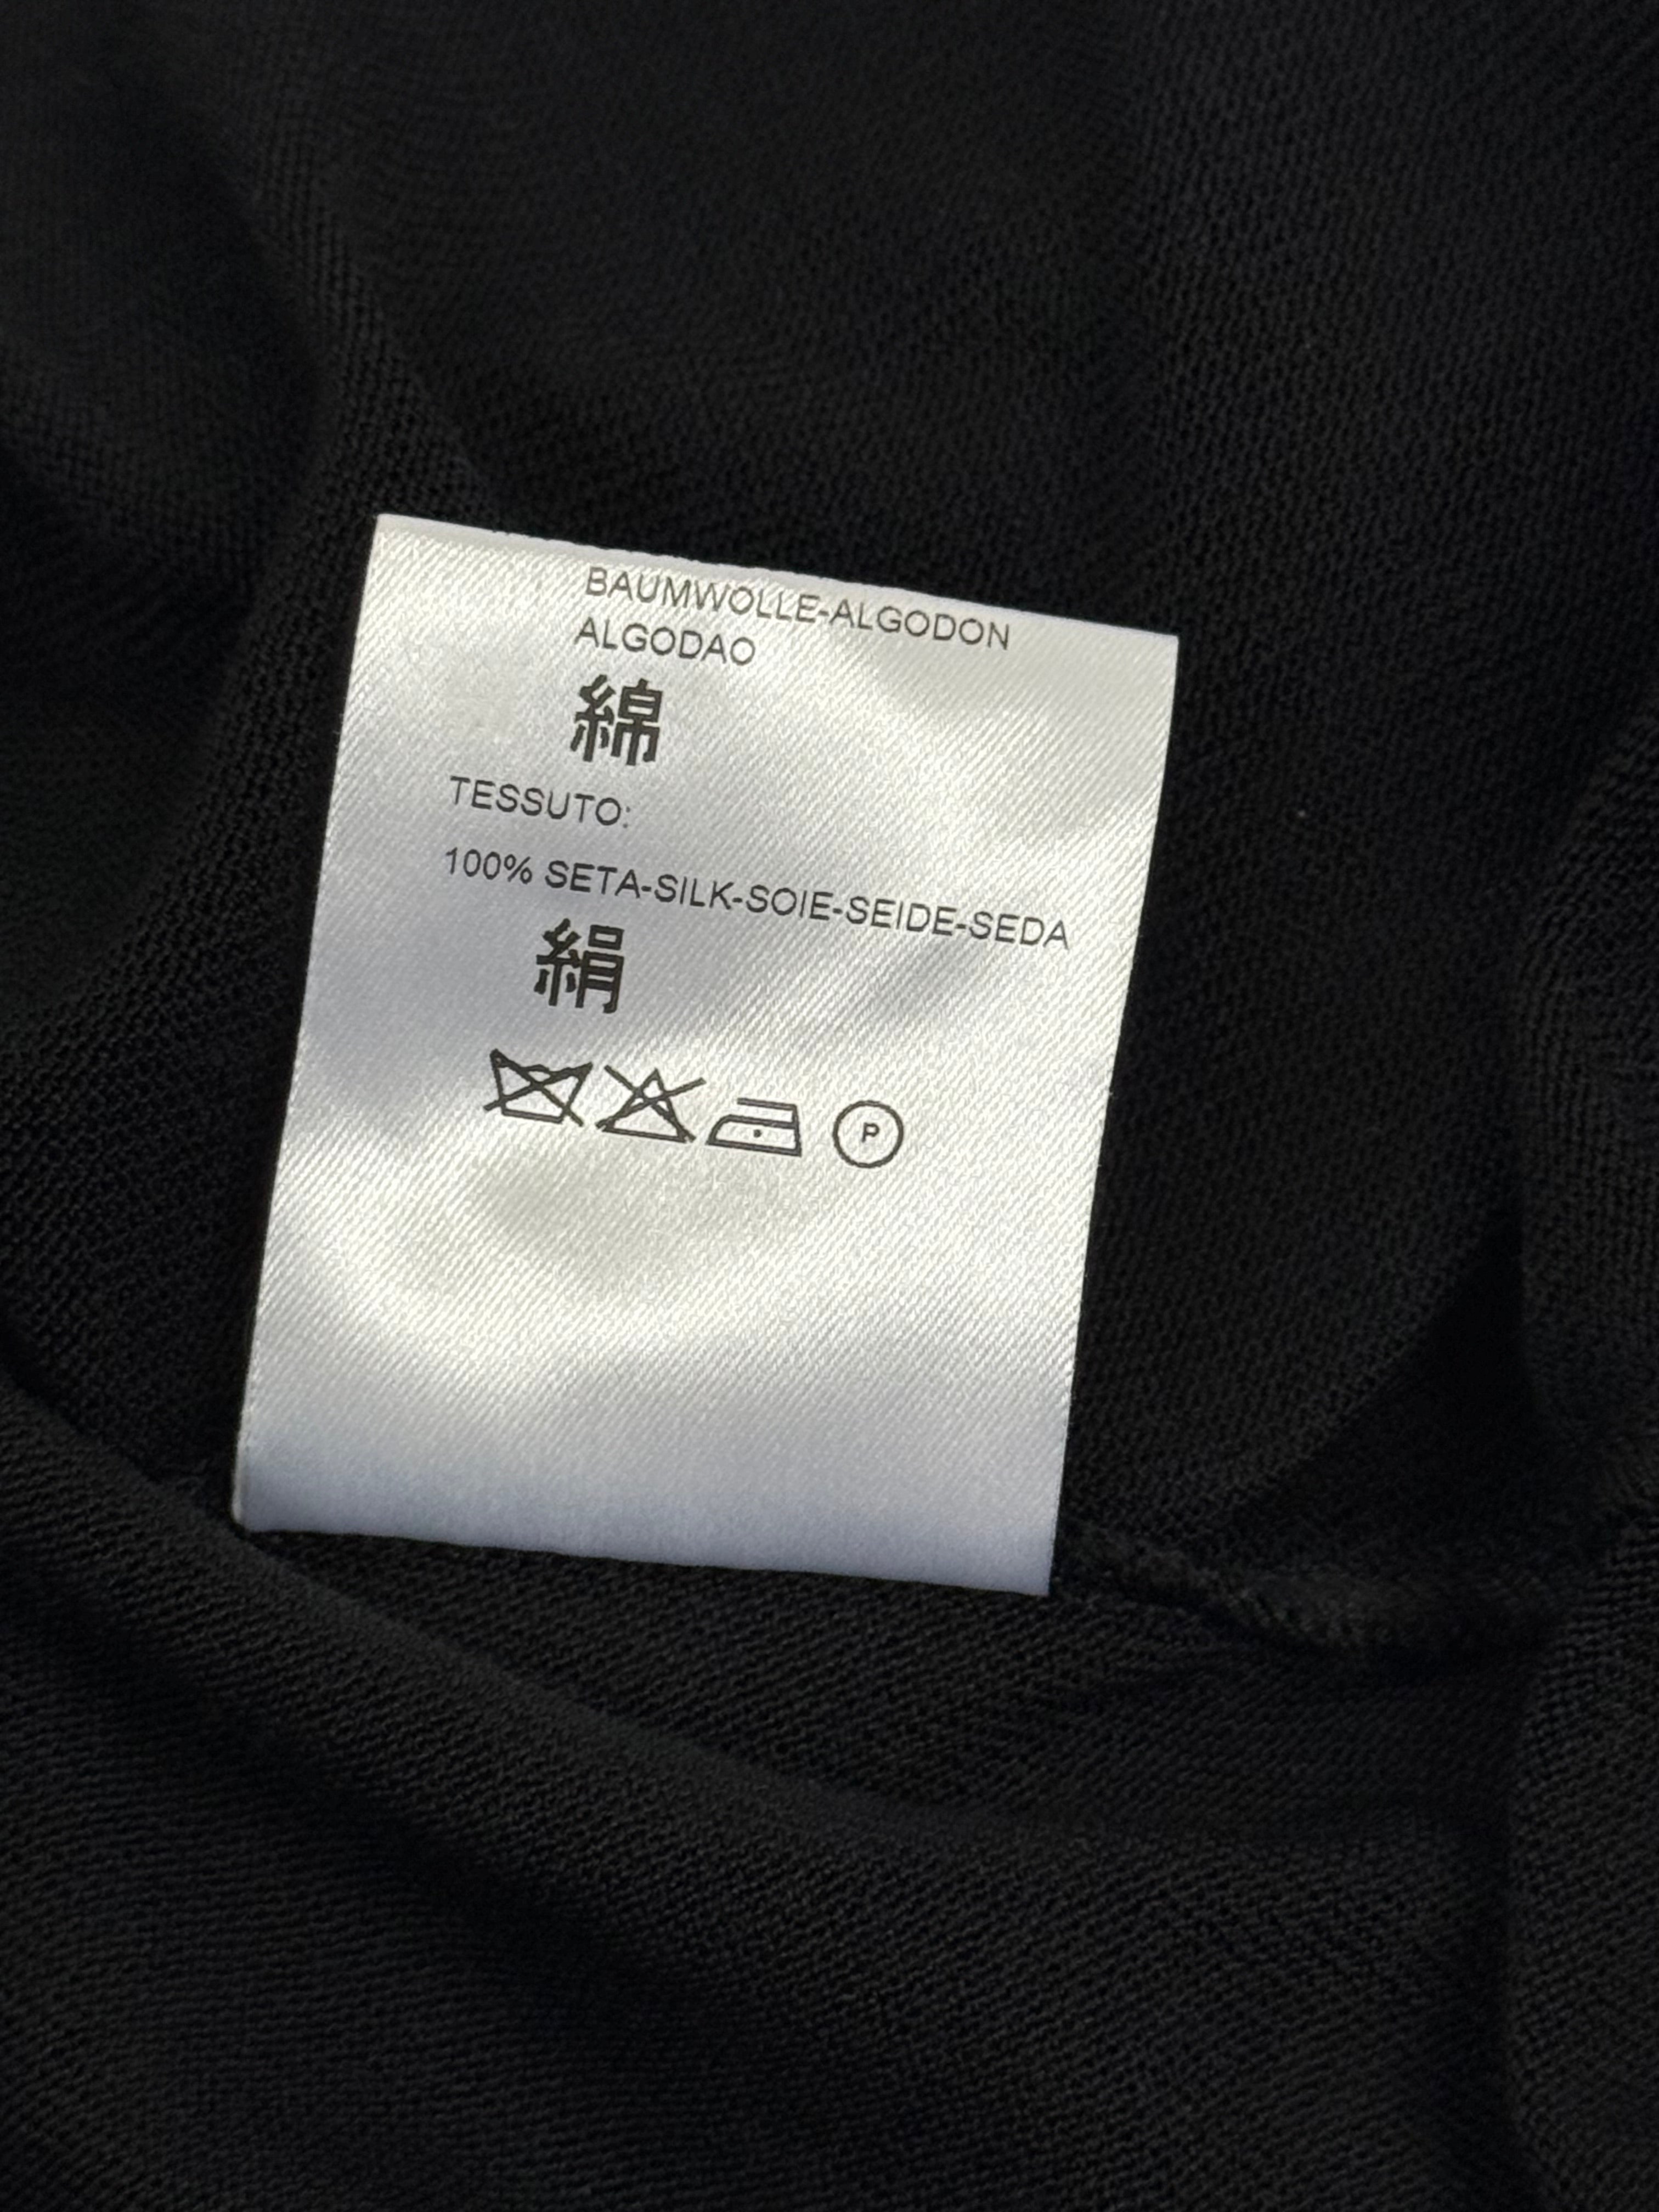 BAUMWOLLE-ALGODON
ALGODAO
綿
TESSUTO:
100% SETA-SILK-SOIE-SEIDE-SEDA
絹
P